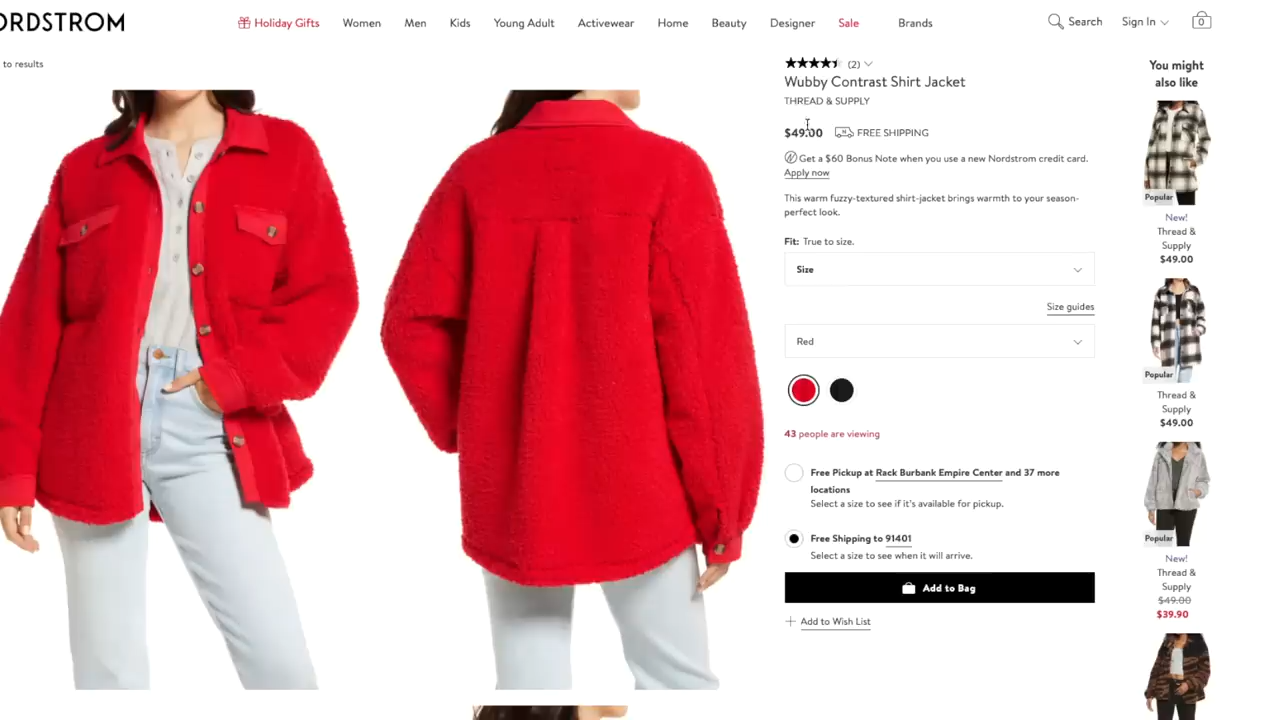 ORDSTROM
Holiday Gifts
Women
Men
Kids
Young Adult
Activewear
Home
Beauty
Designer
Sale
Brands
Search
Sign In
0
to results
(2)
Wubby Contrast Shirt Jacket
THREAD & SUPPLY
$49.00
FREE SHIPPING
Get a $60 Bonus Note when you use a new Nordstrom credit card.
Apply now
This warm fuzzy-textured shirt-jacket brings warmth to your season-
perfect look.
Fit: True to size.
Size
Size guides
Red
43 people are viewing
Free Pickup at Rack Burbank Empire Center and 37 more
locations
Select a size to see if it's available for pickup.
Free Shipping to 91401
Select a size to see when it will arrive.
Add to Bag
Add to Wish List
You might
also like
Popular
New!
Thread &
Supply
$49.00
Popular
Thread &
Supply
$49.00
Popular
New!
Thread &
Supply
$49.00
$39.90